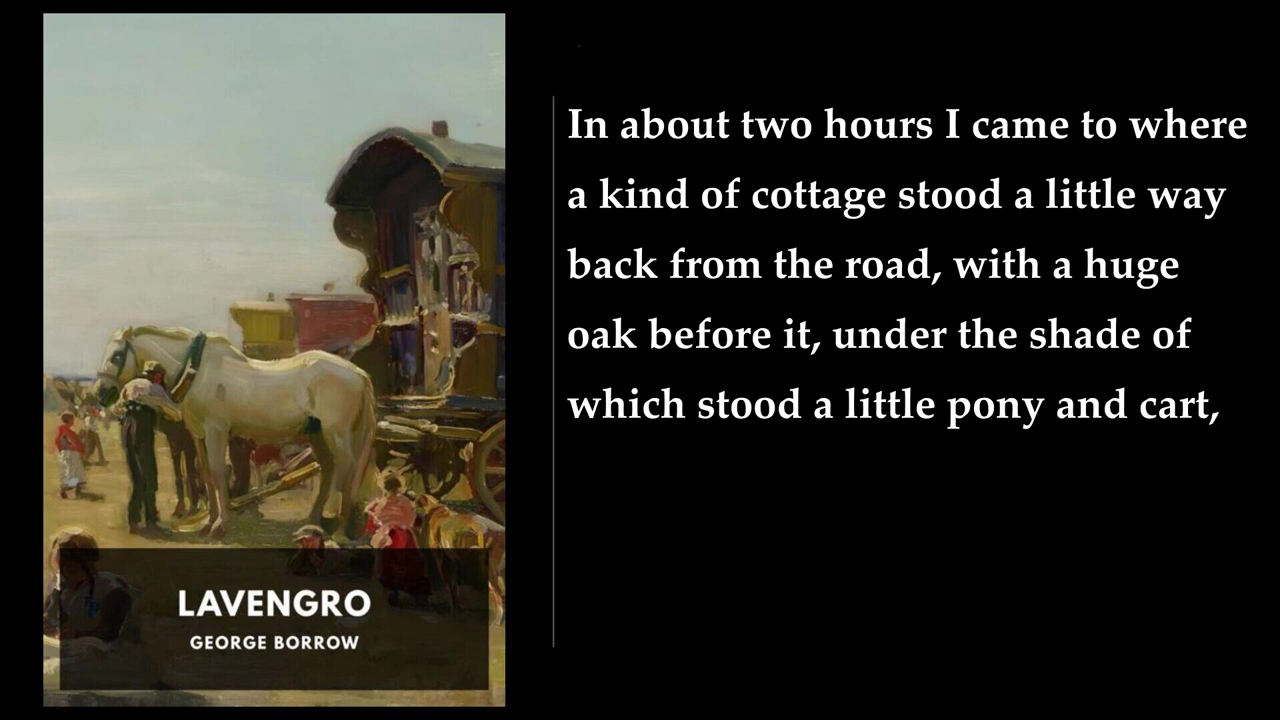 In about two hours I came to where
a kind of cottage stood a little way
back from the road, with a huge
oak before it, under the shade of
which stood a little pony and cart,
LAVENGRO
GEORGE BORROW